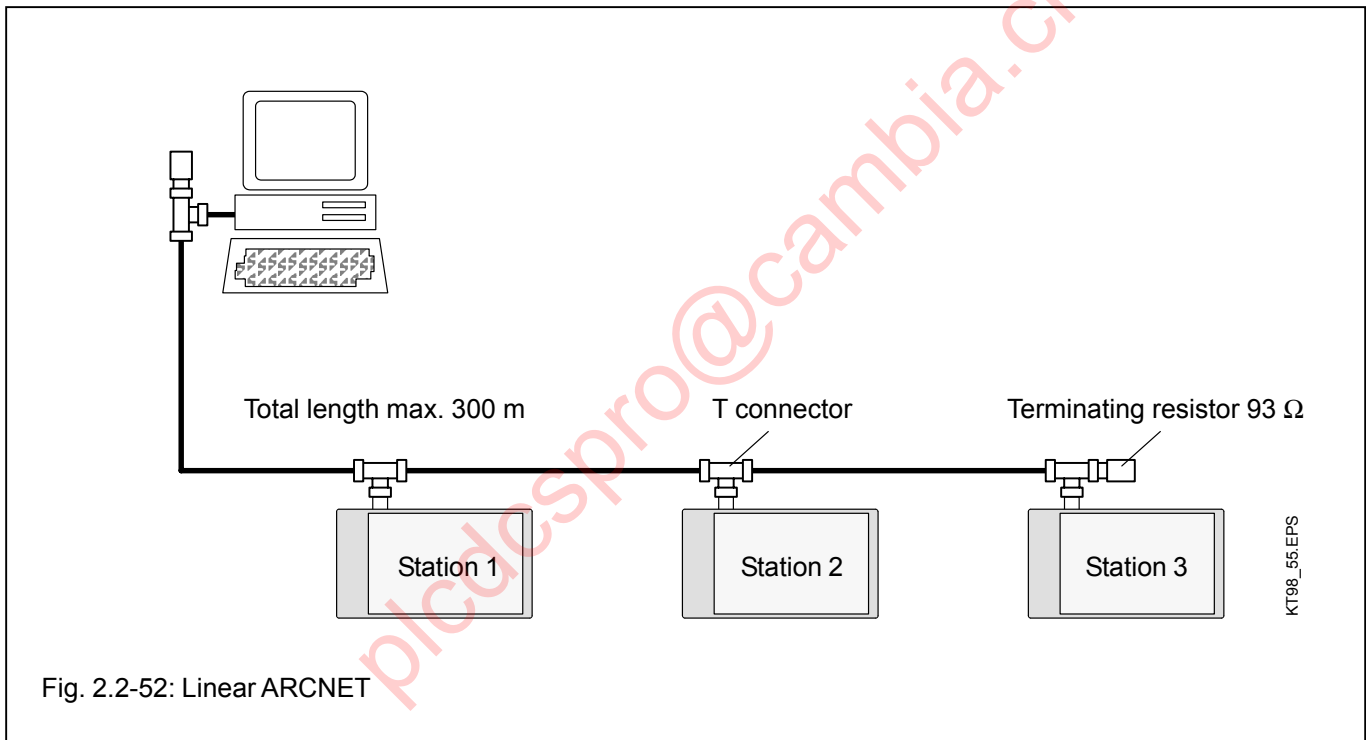 Total length max. 300 m
T connector
Terminating resistor 93 Ω
Station 1
Station 2
Station 3
KT98_55.EPS
Fig. 2.2-52: Linear ARCNET
plcdcspro@cambia.c